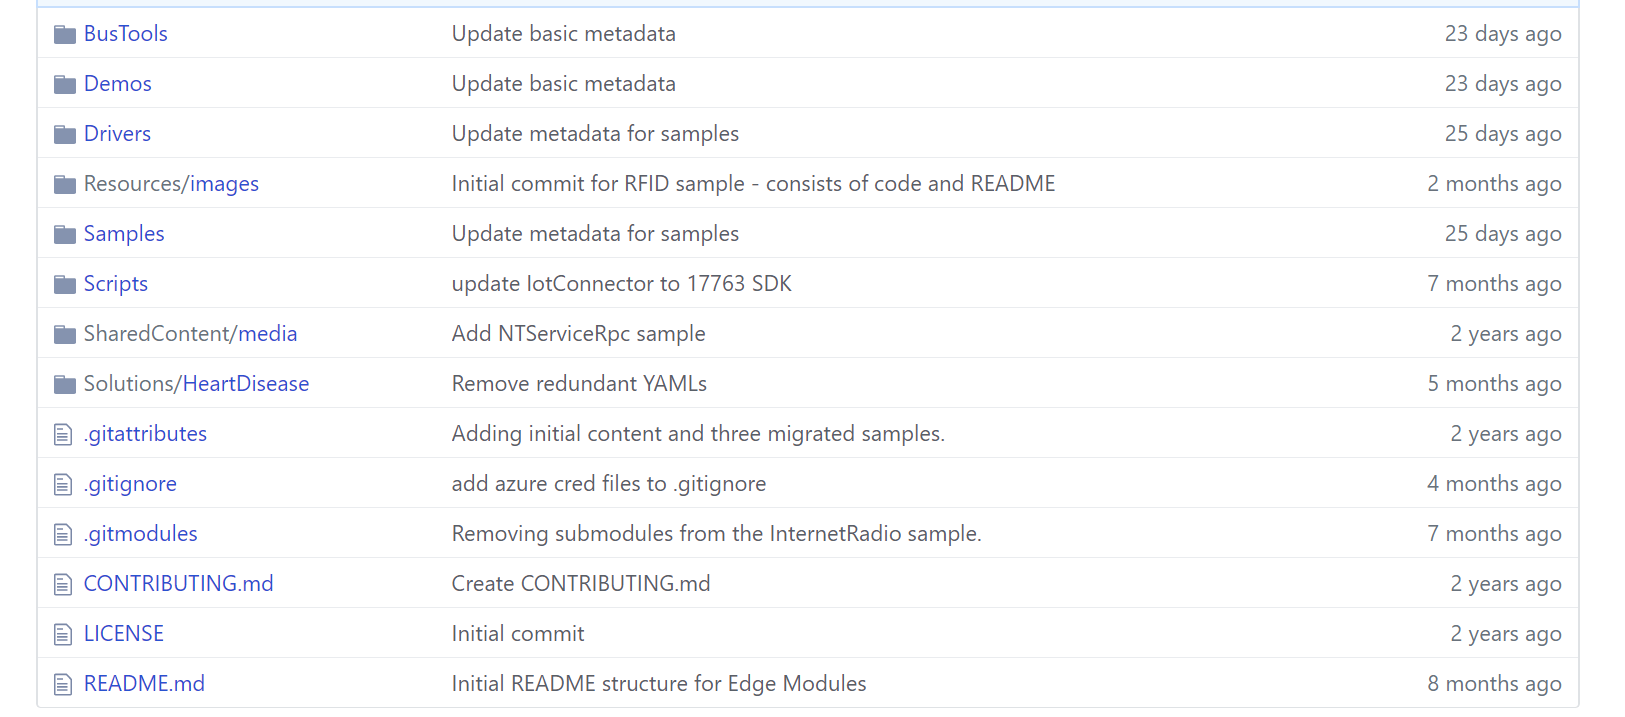 BusTools Update basic metadata 23 days ago
Demos Update basic metadata 23 days ago
Drivers Update metadata for samples 25 days ago
Resources/images Initial commit for RFID sample - consists of code and README 2 months ago
Samples Update metadata for samples 25 days ago
Scripts update IotConnector to 17763 SDK 7 months ago
SharedContent/media Add NTServiceRpc sample 2 years ago
Solutions/HeartDisease Remove redundant YAMLs 5 months ago
.gitattributes Adding initial content and three migrated samples. 2 years ago
.gitignore add azure cred files to .gitignore 4 months ago
.gitmodules Removing submodules from the InternetRadio sample. 7 months ago
CONTRIBUTING.md Create CONTRIBUTING.md 2 years ago
LICENSE Initial commit 2 years ago
README.md Initial README structure for Edge Modules 8 months ago